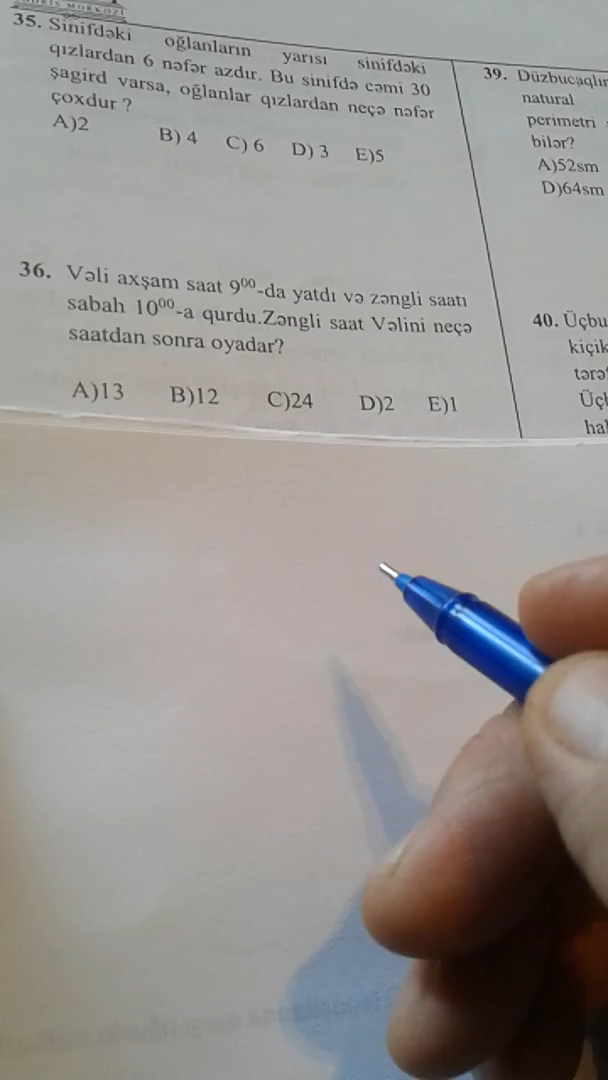 35. Sinifdəki oğlanların yarısı sinifdəki
qızlardan 6 nəfər azdır. Bu sinifdə cəmi 30
şagird varsa, oğlanlar qızlardan neçə nəfər
çoxdur ?
A)2 B) 4 C) 6 D) 3 E)5
36. Vəli axşam saat 9⁰⁰-da yatdı və zəngli saatı
sabah 10⁰⁰-a qurdu.Zəngli saat Vəlini neçə
saatdan sonra oyadar?
A)13 B)12 C)24 D)2 E)1
39. Düzbucaqlı
natural
perimetri
bilər?
A)52sm
D)64sm
40. Üçbu
kiçik
tərəf
Üçb
hal